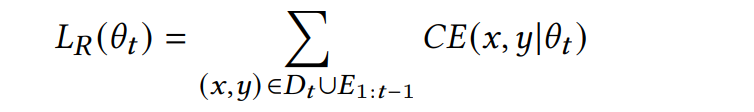 L_R(θ_t) = ∑ CE(x, y|θ_t)
(x,y)∈D_t∪E_{1:t−1}